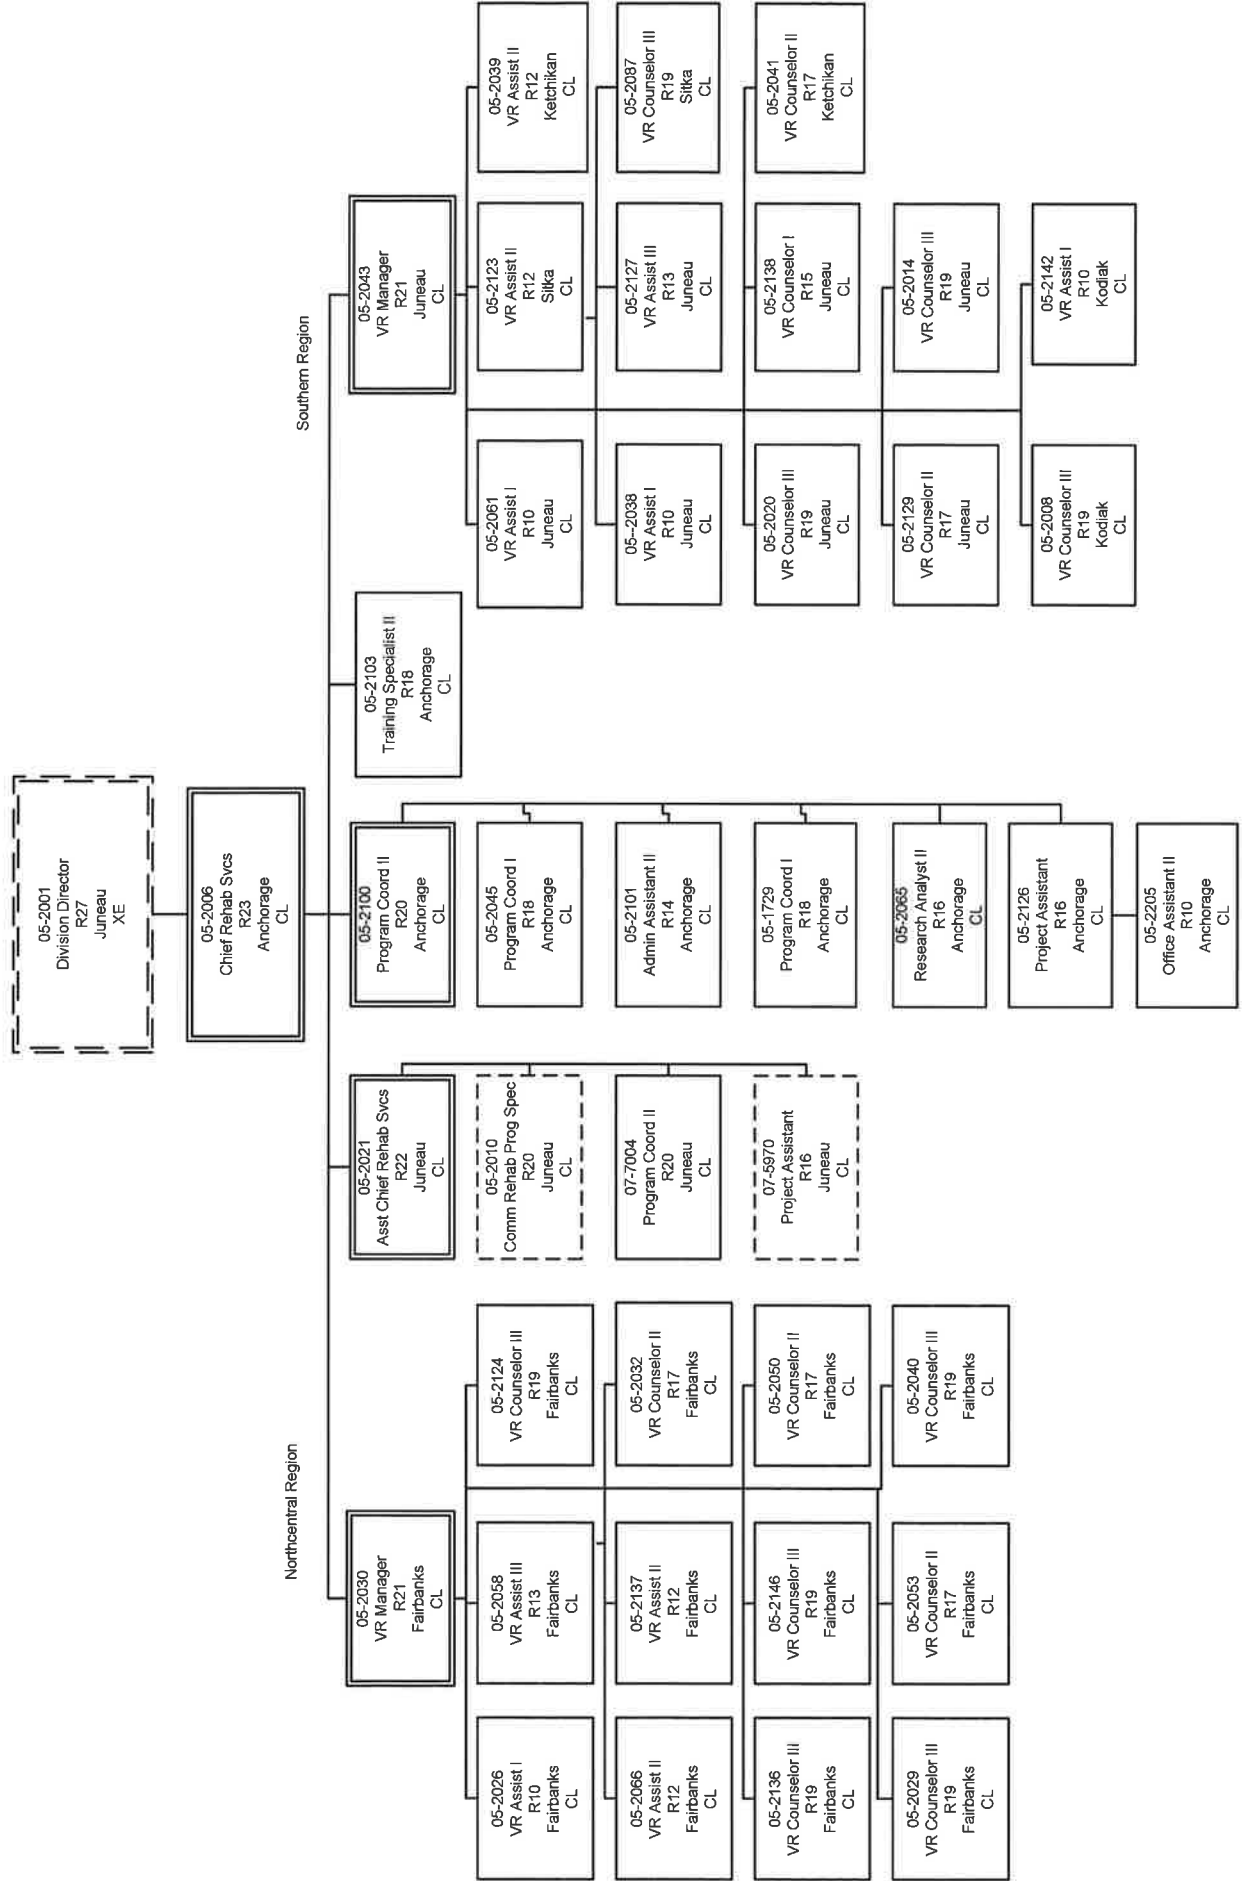 05-2001
Division Director
R27
Juneau
XE
05-2006
Chief Rehab Svcs
R23
Anchorage
CL
Northcentral Region
Southern Region
05-2030
VR Manager
R21
Fairbanks
CL
05-2021
Asst Chief Rehab Svcs
R22
Juneau
CL
05-2100
Program Coord II
R20
Anchorage
CL
05-2103
Training Specialist II
R18
Anchorage
CL
05-2043
VR Manager
R21
Juneau
CL
05-2026
VR Assist I
R10
Fairbanks
CL
05-2058
VR Assist III
R13
Fairbanks
CL
05-2124
VR Counselor III
R19
Fairbanks
CL
05-2010
Comm Rehab Prog Spec
R20
Juneau
CL
05-2045
Program Coord I
R18
Anchorage
CL
05-2061
VR Assist I
R10
Juneau
CL
05-2123
VR Assist II
R12
Sitka
CL
05-2039
VR Assist II
R12
Ketchikan
CL
05-2066
VR Assist II
R12
Fairbanks
CL
05-2137
VR Assist II
R12
Fairbanks
CL
05-2032
VR Counselor II
R17
Fairbanks
CL
07-7004
Program Coord II
R20
Juneau
CL
05-2101
Admin Assistant II
R14
Anchorage
CL
05--2038
VR Assist I
R10
Juneau
CL
05-2127
VR Assist III
R13
Juneau
CL
05-2087
VR Counselor III
R19
Sitka
CL
05-2136
VR Counselor III
R19
Fairbanks
CL
05-2146
VR Counselor III
R19
Fairbanks
CL
05-2050
VR Counselor II
R17
Fairbanks
CL
07-5970
Project Assistant
R16
Juneau
CL
05-1729
Program Coord I
R18
Anchorage
CL
05-2020
VR Counselor III
R19
Juneau
CL
05-2138
VR Counselor I
R15
Juneau
CL
05-2041
VR Counselor II
R17
Ketchikan
CL
05-2029
VR Counselor III
R19
Fairbanks
CL
05-2053
VR Counselor II
R17
Fairbanks
CL
05-2040
VR Counselor III
R19
Fairbanks
CL
05-2065
Research Analyst II
R16
Anchorage
CL
05-2129
VR Counselor II
R17
Juneau
CL
05-2014
VR Counselor III
R19
Juneau
CL
05-2126
Project Assistant
R16
Anchorage
CL
05-2008
VR Counselor III
R19
Kodiak
CL
05-2142
VR Assist I
R10
Kodiak
CL
05-2205
Office Assistant II
R10
Anchorage
CL